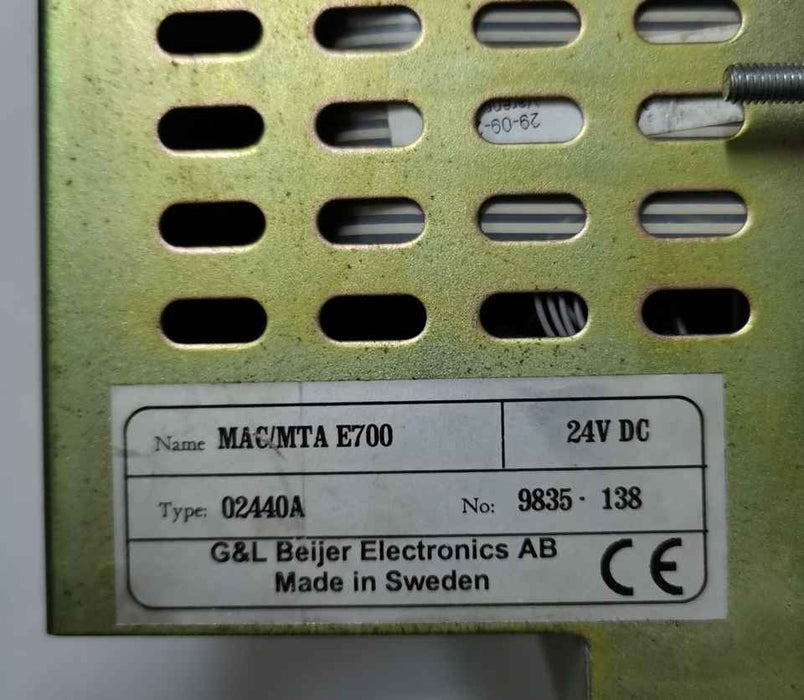 29-09-
Name MAC/MTA E700 24V DC
Type: 02440A No: 9835 - 138
G&L Beijer Electronics AB
Made in Sweden
CE